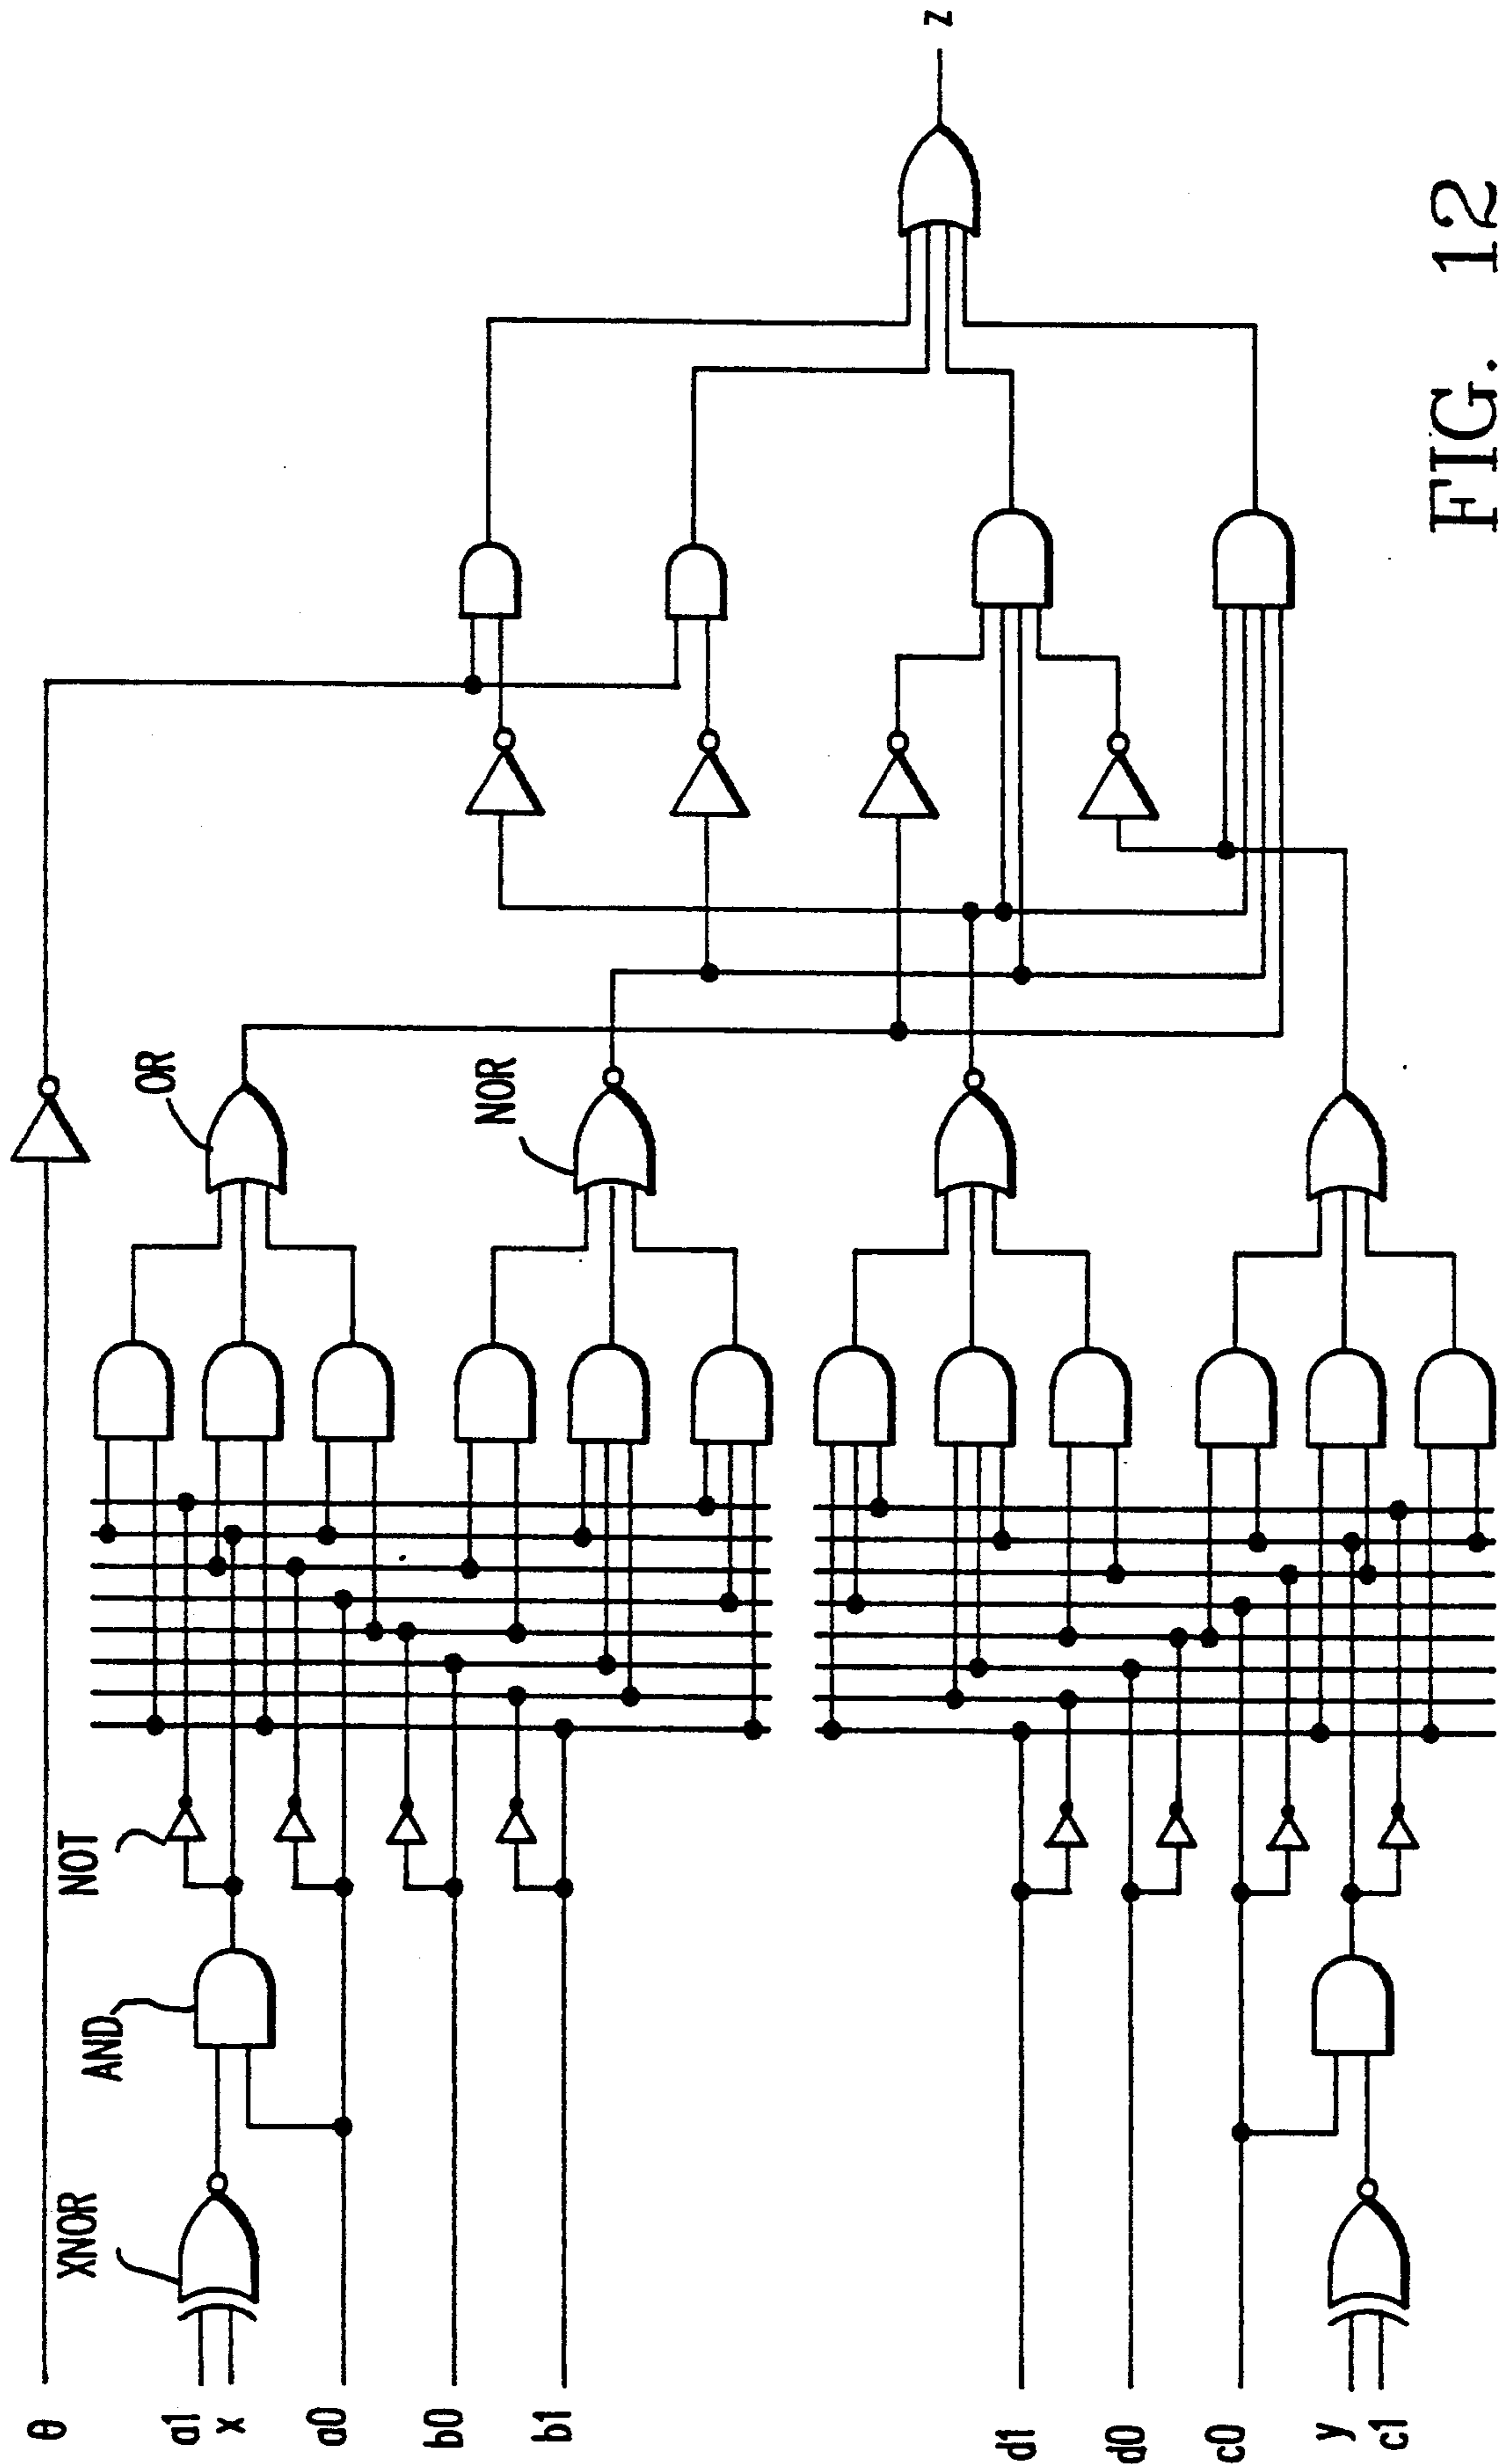 θ
a1
x
a0
b0
b1
d1
d0
c0
y
c1
XNOR
AND
NOT
OR
NOR
z
FIG. 12